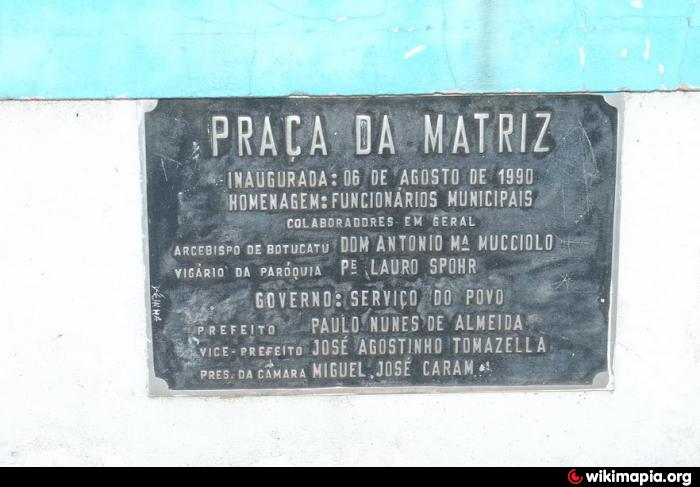 PRAÇA DA MATRIZ
INAUGURADA: 06 DE AGOSTO DE 1990
HOMENAGEM: FUNCIONÁRIOS MUNICIPAIS
COLABORADORES EM GERAL
ARCEBISPO DE BOTUCATÚ DOM ANTONIO Mª MUCCIOLO
VIGÁRIO DA PARÓQUIA Pᴱ LAURO SPOHR
GOVERNO: SERVIÇO DO POVO
PREFEITO PAULO NUNES DE ALMEIDA
VICE-PREFEITO JOSÉ AGOSTINHO TOMAZELLA
PRES. DA CÂMARA MIGUEL JOSÉ CARAM
wikimapia.org